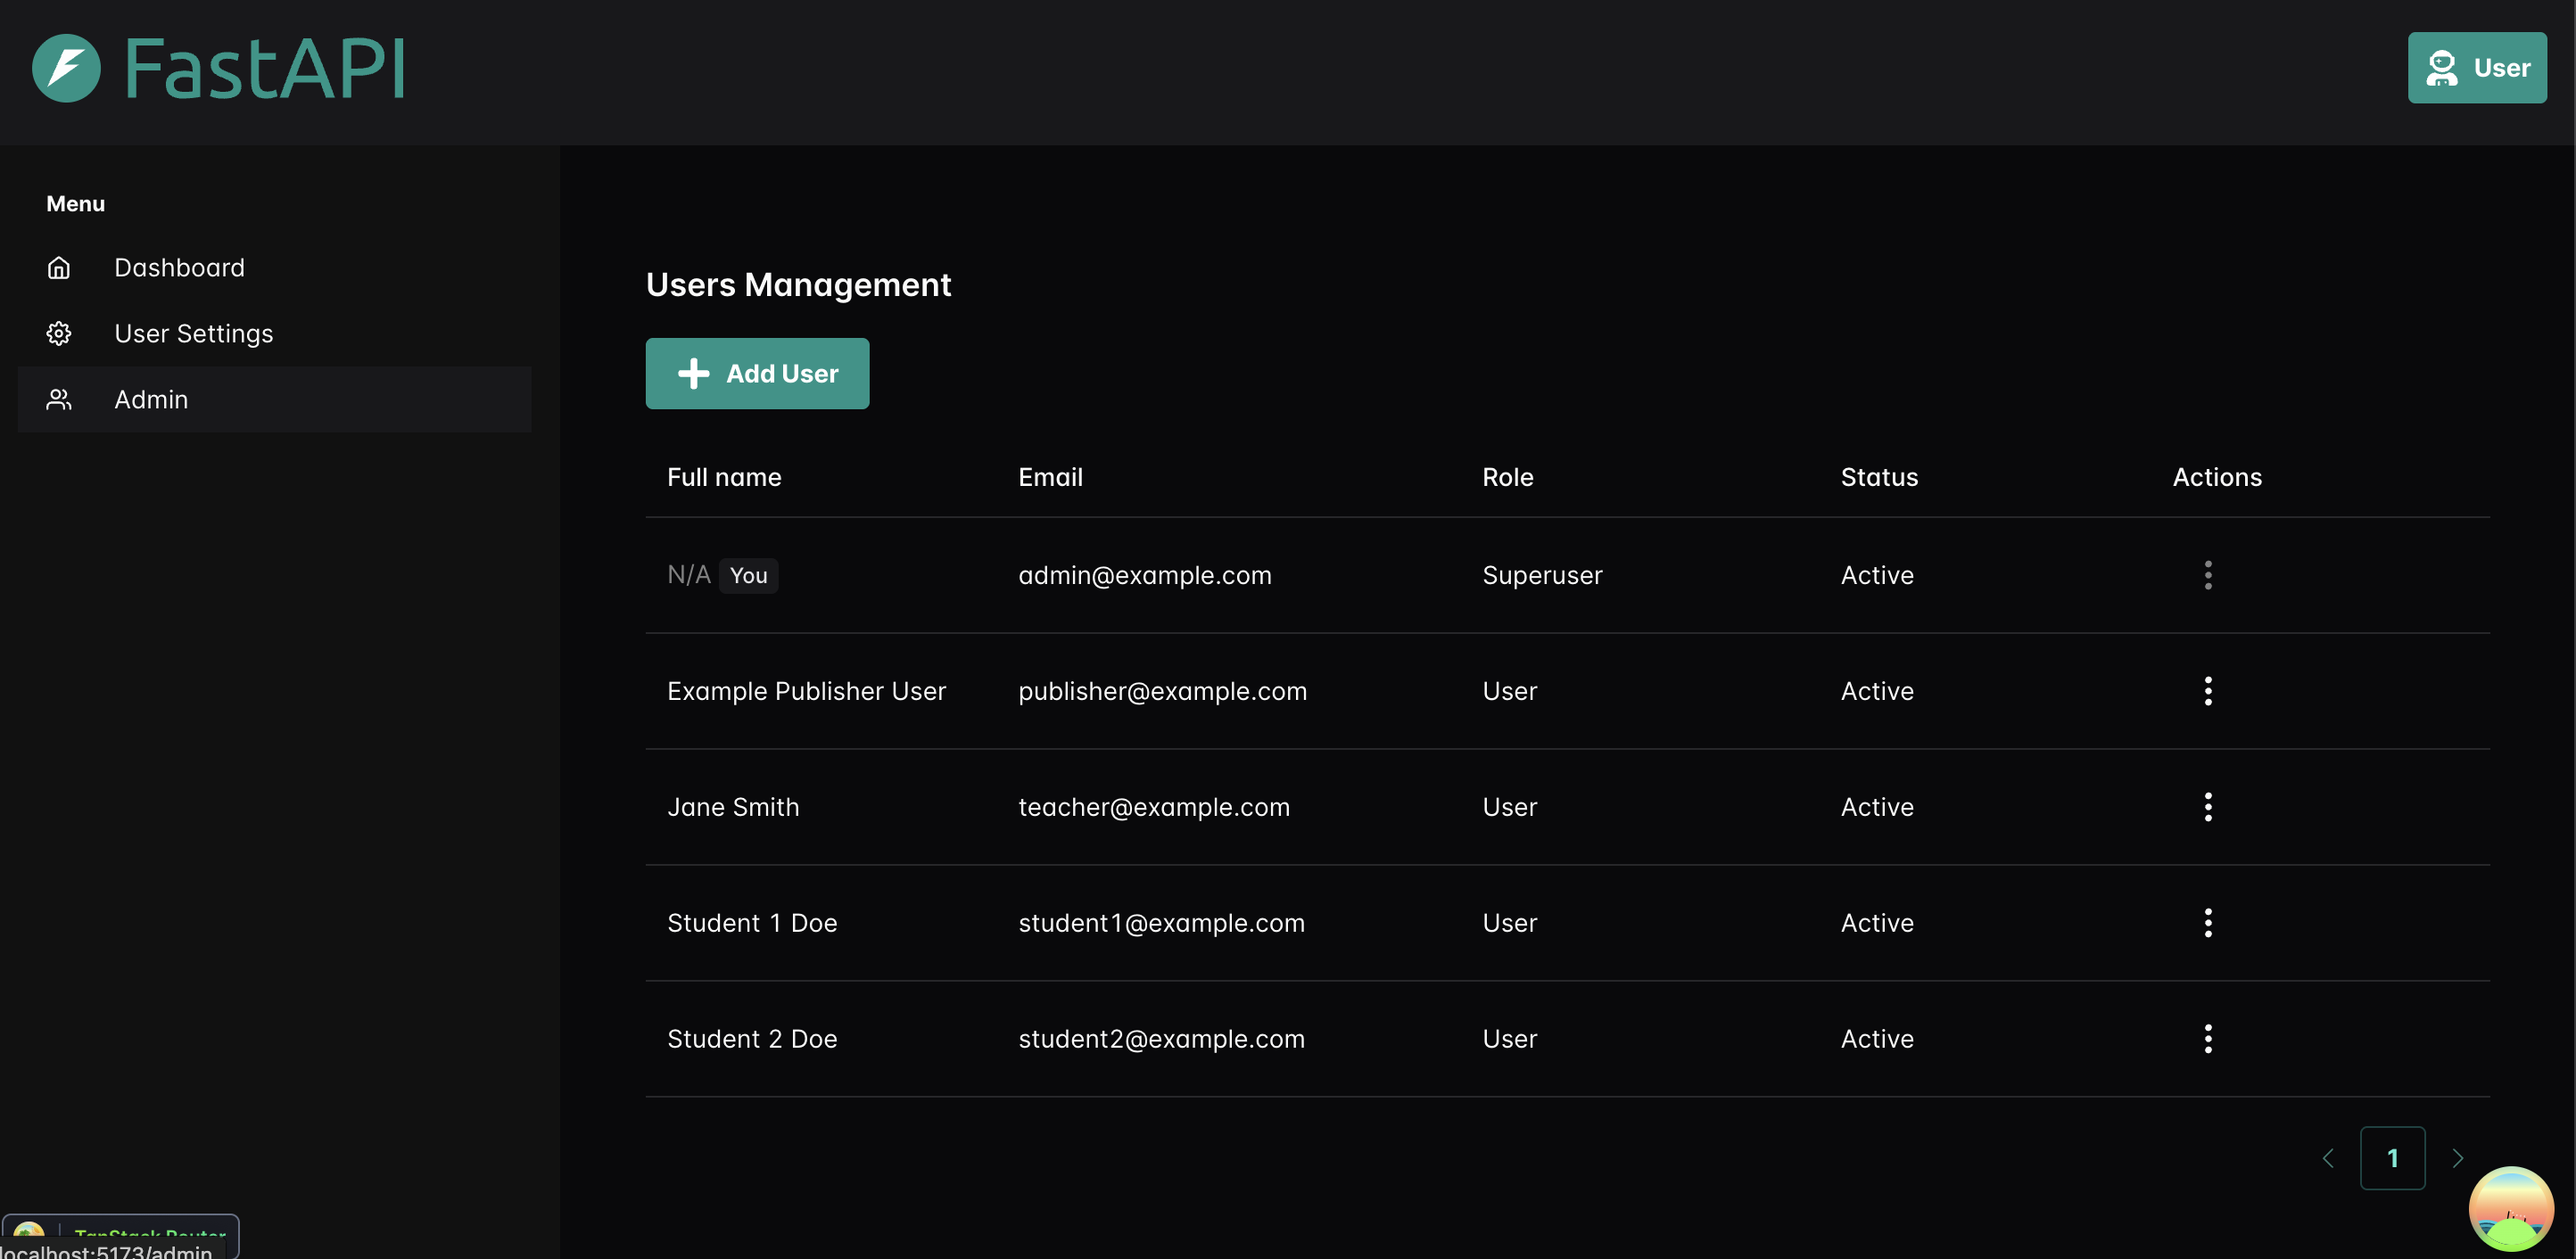 FastAPI
User
Menu
Dashboard
User Settings
Admin
Users Management
Add User
Full name Email Role Status Actions
N/A You admin@example.com Superuser Active
Example Publisher User publisher@example.com User Active
Jane Smith teacher@example.com User Active
Student 1 Doe student1@example.com User Active
Student 2 Doe student2@example.com User Active
1
TanStack Router
localhost:5173/admin